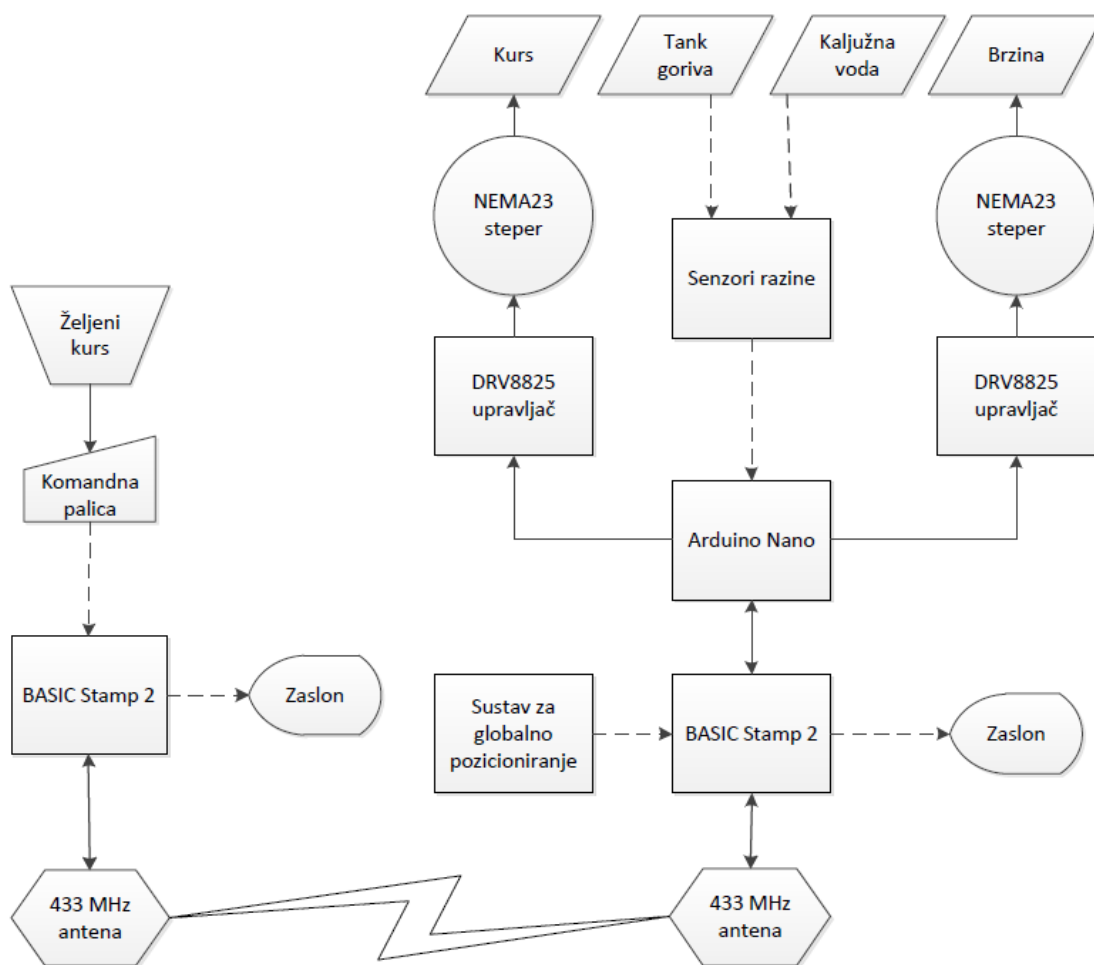 Kurs
Tank
goriva
Kaljužna
voda
Brzina
NEMA23
steper
NEMA23
steper
Senzori razine
Željeni
kurs
DRV8825
upravljač
DRV8825
upravljač
Komandna
palica
Arduino Nano
BASIC Stamp 2
Zaslon
Sustav za
globalno
pozicioniranje
BASIC Stamp 2
Zaslon
433 MHz
antena
433 MHz
antena